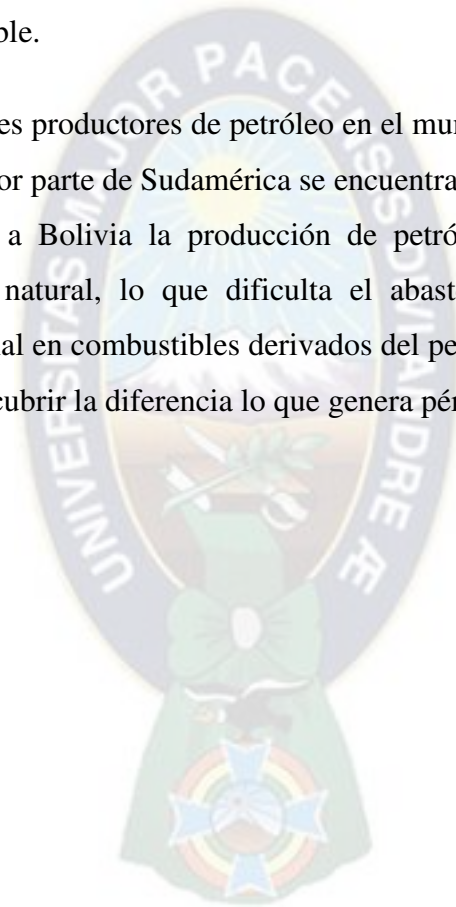 ble.
es productores de petróleo en el mun
or parte de Sudamérica se encuentra
a Bolivia la producción de petró
natural, lo que dificulta el abast
al en combustibles derivados del pe
cubrir la diferencia lo que genera pér
UNIVERSITAS MAJOR PACENSIS DIVI ANDRE Æ